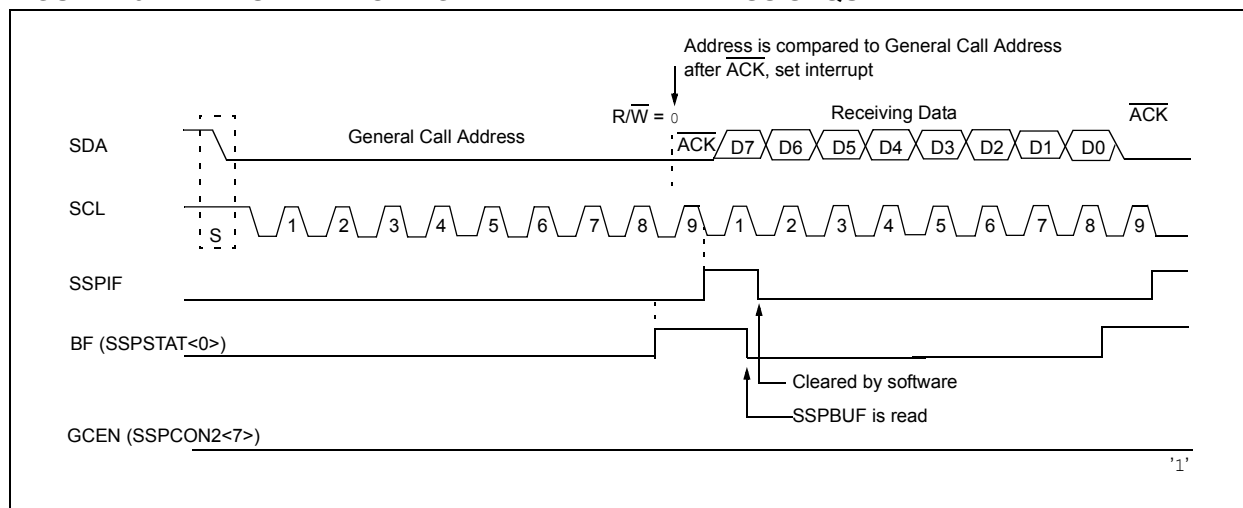 Address is compared to General Call Address
after ACK, set interrupt
R/W = 0
Receiving Data
ACK
SDA
General Call Address
ACK
D7 D6 D5 D4 D3 D2 D1 D0
SCL
S
1 2 3 4 5 6 7 8 9 1 2 3 4 5 6 7 8 9
SSPIF
BF (SSPSTAT<0>)
Cleared by software
SSPBUF is read
GCEN (SSPCON2<7>)
'1'